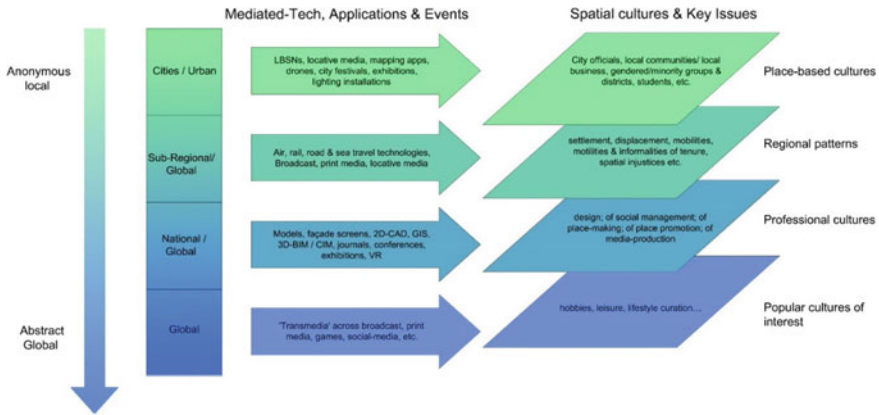 Mediated-Tech, Applications & Events
Spatial cultures & Key Issues
Anonymous
local
Cities / Urban
LBSNs, locative media, mapping apps,
drones, city festivals, exhibitions,
lighting installations
City officials, local communities/ local
business, gendered/minority groups &
districts, students, etc.
Place-based cultures
Sub-Regional/
Global
Air, rail, road & sea travel technologies,
Broadcast, print media, locative media
settlement, displacement, mobilities,
motilities & informalities of tenure,
spatial injustices etc.
Regional patterns
National /
Global
Models, façade screens, 2D-CAD, GIS,
3D-BIM / CIM, journals, conferences,
exhibitions, VR
design; of social management; of
place-making; of place promotion; of
media-production
Professional cultures
Abstract
Global
Global
'Transmedia' across broadcast, print
media, games, social-media, etc.
hobbies, leisure, lifestyle curation…
Popular cultures of
interest